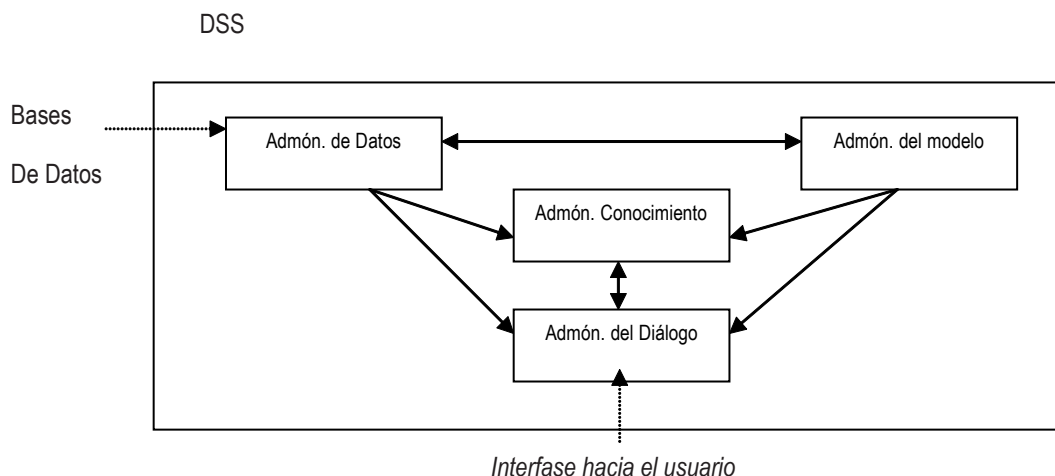 DSS
Bases
De Datos
Admón. de Datos
Admón. del modelo
Admón. Conocimiento
Admón. del Diálogo
Interfase hacia el usuario